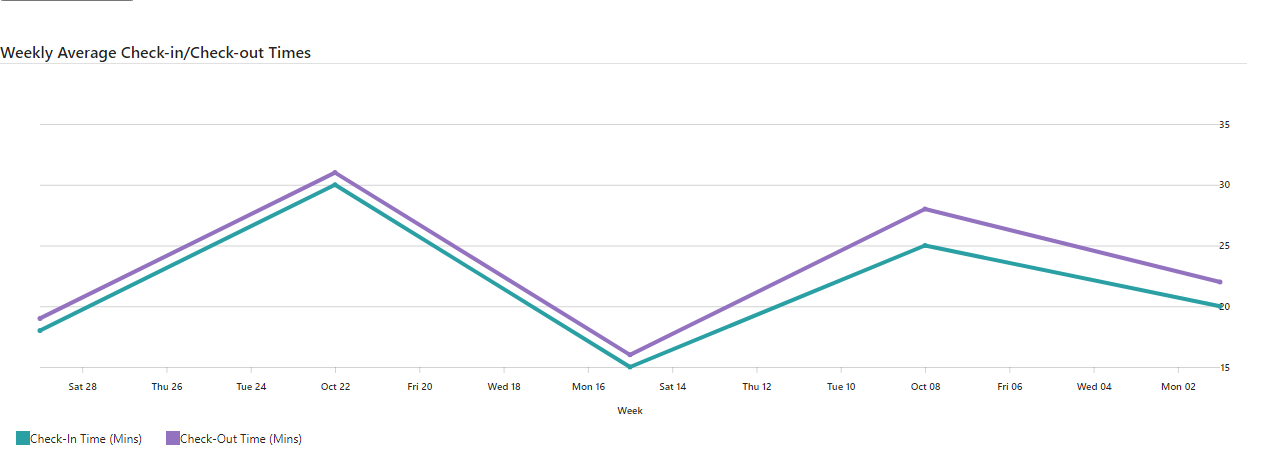 Weekly Average Check-in/Check-out Times
35
30
25
20
15
Sat 28 Thu 26 Tue 24 Oct 22 Fri 20 Wed 18 Mon 16 Sat 14 Thu 12 Tue 10 Oct 08 Fri 06 Wed 04 Mon 02
Week
Check-In Time (Mins) Check-Out Time (Mins)